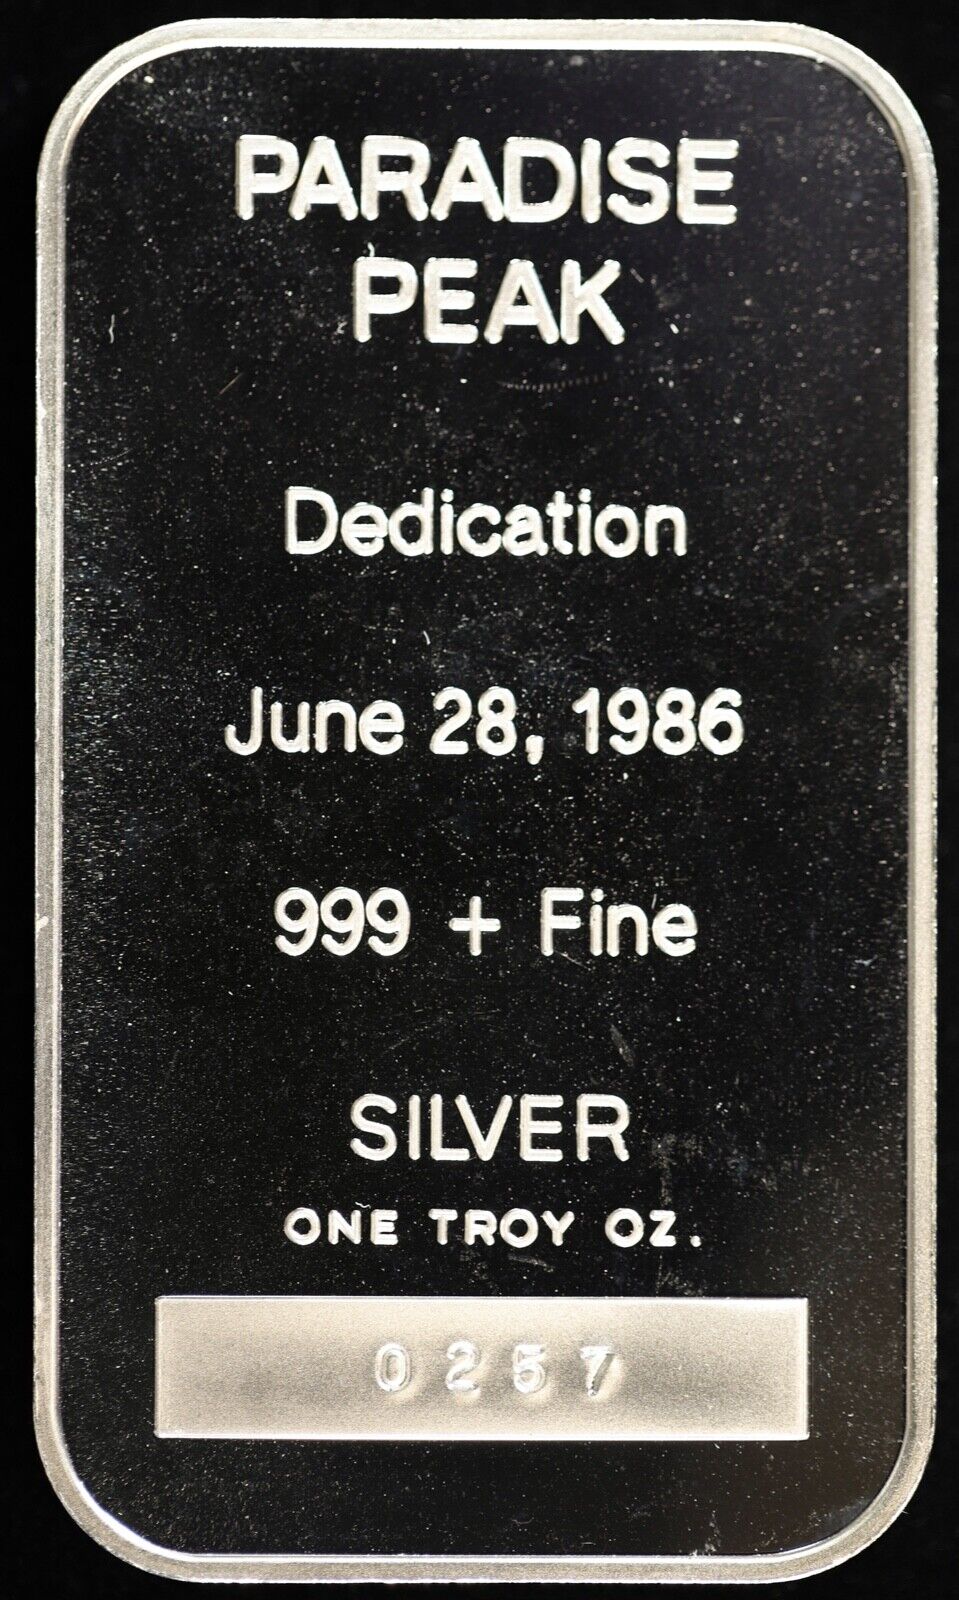 PARADISE
PEAK
Dedication
June 28, 1986
999 + Fine
SILVER
ONE TROY OZ.
0257